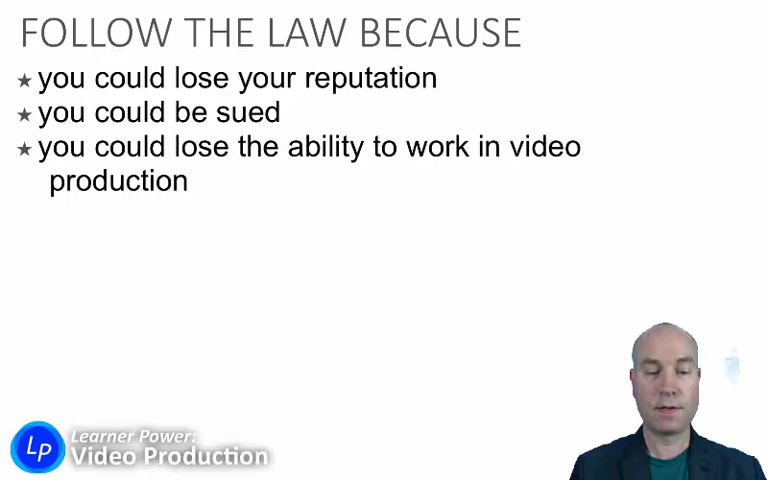 FOLLOW THE LAW BECAUSE
★you could lose your reputation
★you could be sued
★you could lose the ability to work in video
production
Lp
Learner Power:
Video Production